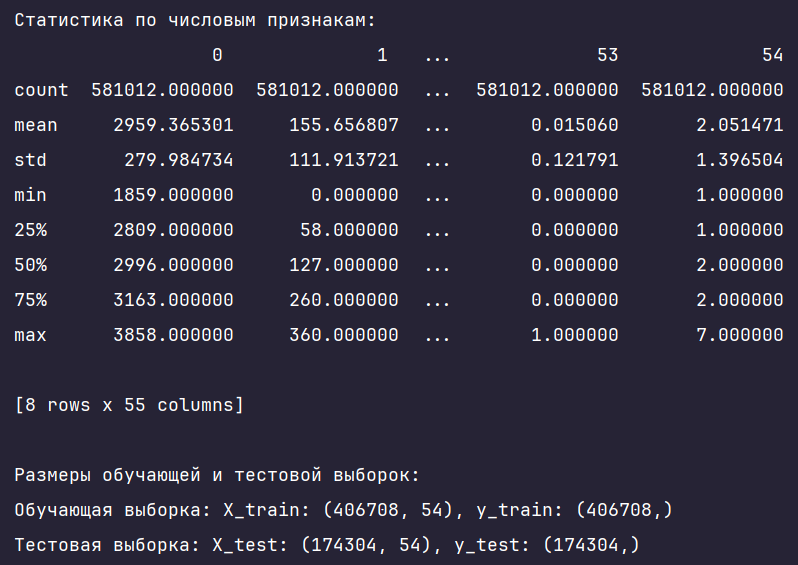 Статистика по числовым признакам:
                  0              1  ...             53             54
count  581012.000000  581012.000000  ...  581012.000000  581012.000000
mean     2959.365301     155.656807  ...       0.015060       2.051471
std       279.984734     111.913721  ...       0.121791       1.396504
min      1859.000000       0.000000  ...       0.000000       1.000000
25%      2809.000000      58.000000  ...       0.000000       1.000000
50%      2996.000000     127.000000  ...       0.000000       2.000000
75%      3163.000000     260.000000  ...       0.000000       2.000000
max      3858.000000     360.000000  ...       1.000000       7.000000
[8 rows x 55 columns]
Размеры обучающей и тестовой выборок:
Обучающая выборка: X_train: (406708, 54), y_train: (406708,)
Тестовая выборка: X_test: (174304, 54), y_test: (174304,)